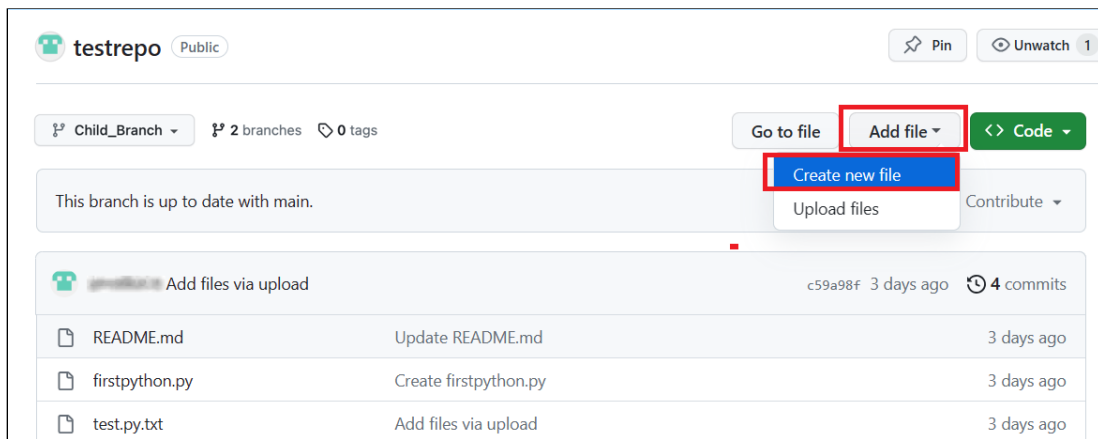 testrepo Public Pin Unwatch 1
Child_Branch 2 branches 0 tags Go to file Add file <> Code
Create new file
This branch is up to date with main. Contribute
Upload files
Add files via upload c59a98f 3 days ago 4 commits
README.md Update README.md 3 days ago
firstpython.py Create firstpython.py 3 days ago
test.py.txt Add files via upload 3 days ago